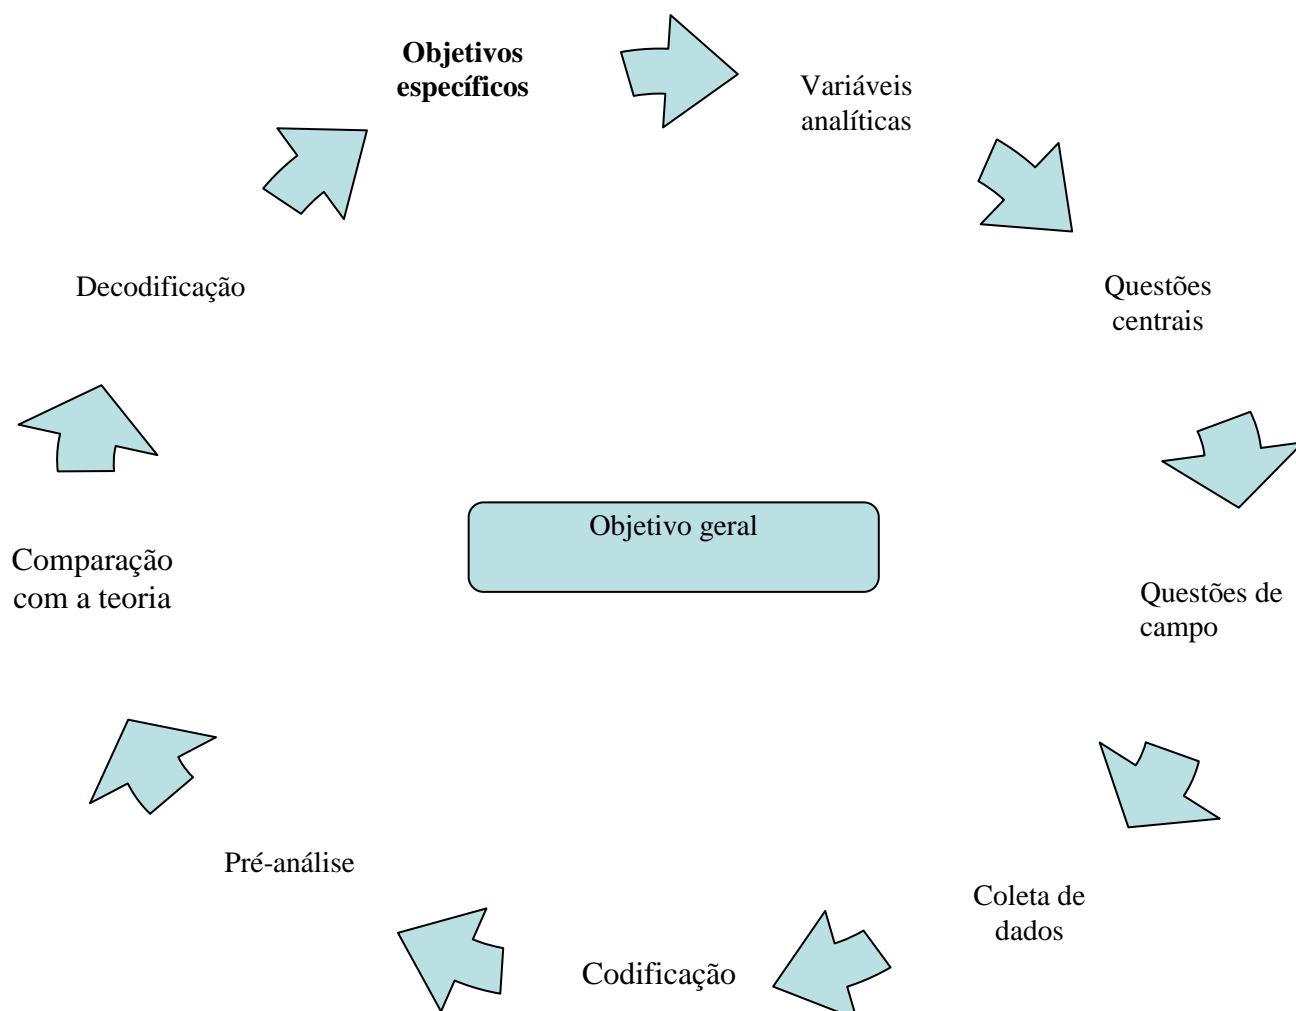 Objetivos
específicos
Variáveis
analíticas
Questões
centrais
Questões de
campo
Coleta de
dados
Codificação
Pré-análise
Comparação
com a teoria
Decodificação
Objetivo geral